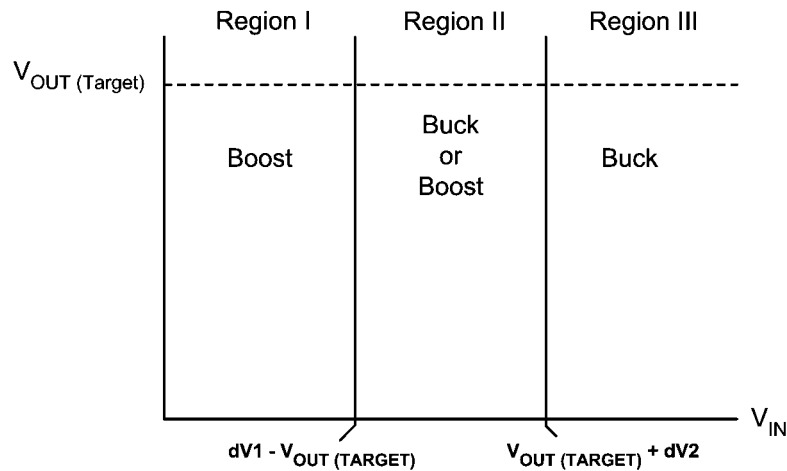 Region I
Region II
Region III
VOUT (Target)
Boost
Buck
or
Boost
Buck
VIN
dV1 - VOUT (TARGET)
VOUT (TARGET) + dV2